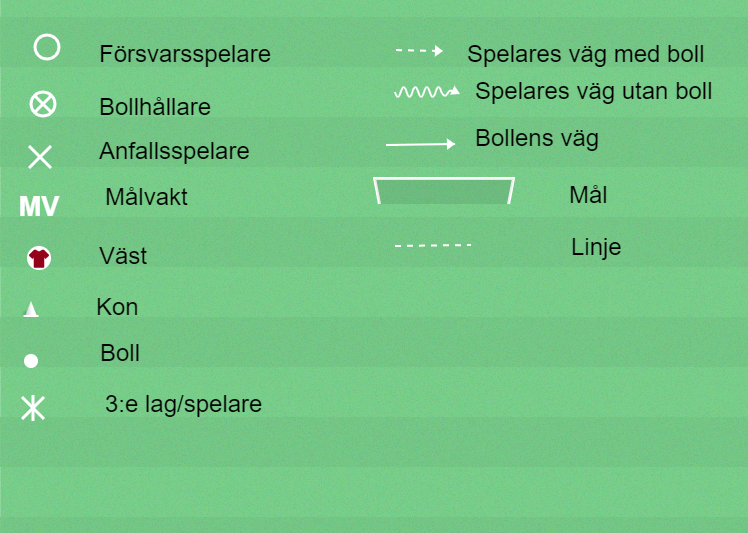 Försvarsspelare
Bollhållare
Anfallsspelare
MV Målvakt
Väst
Kon
Boll
3:e lag/spelare
Spelares väg med boll
Spelares väg utan boll
Bollens väg
Mål
Linje